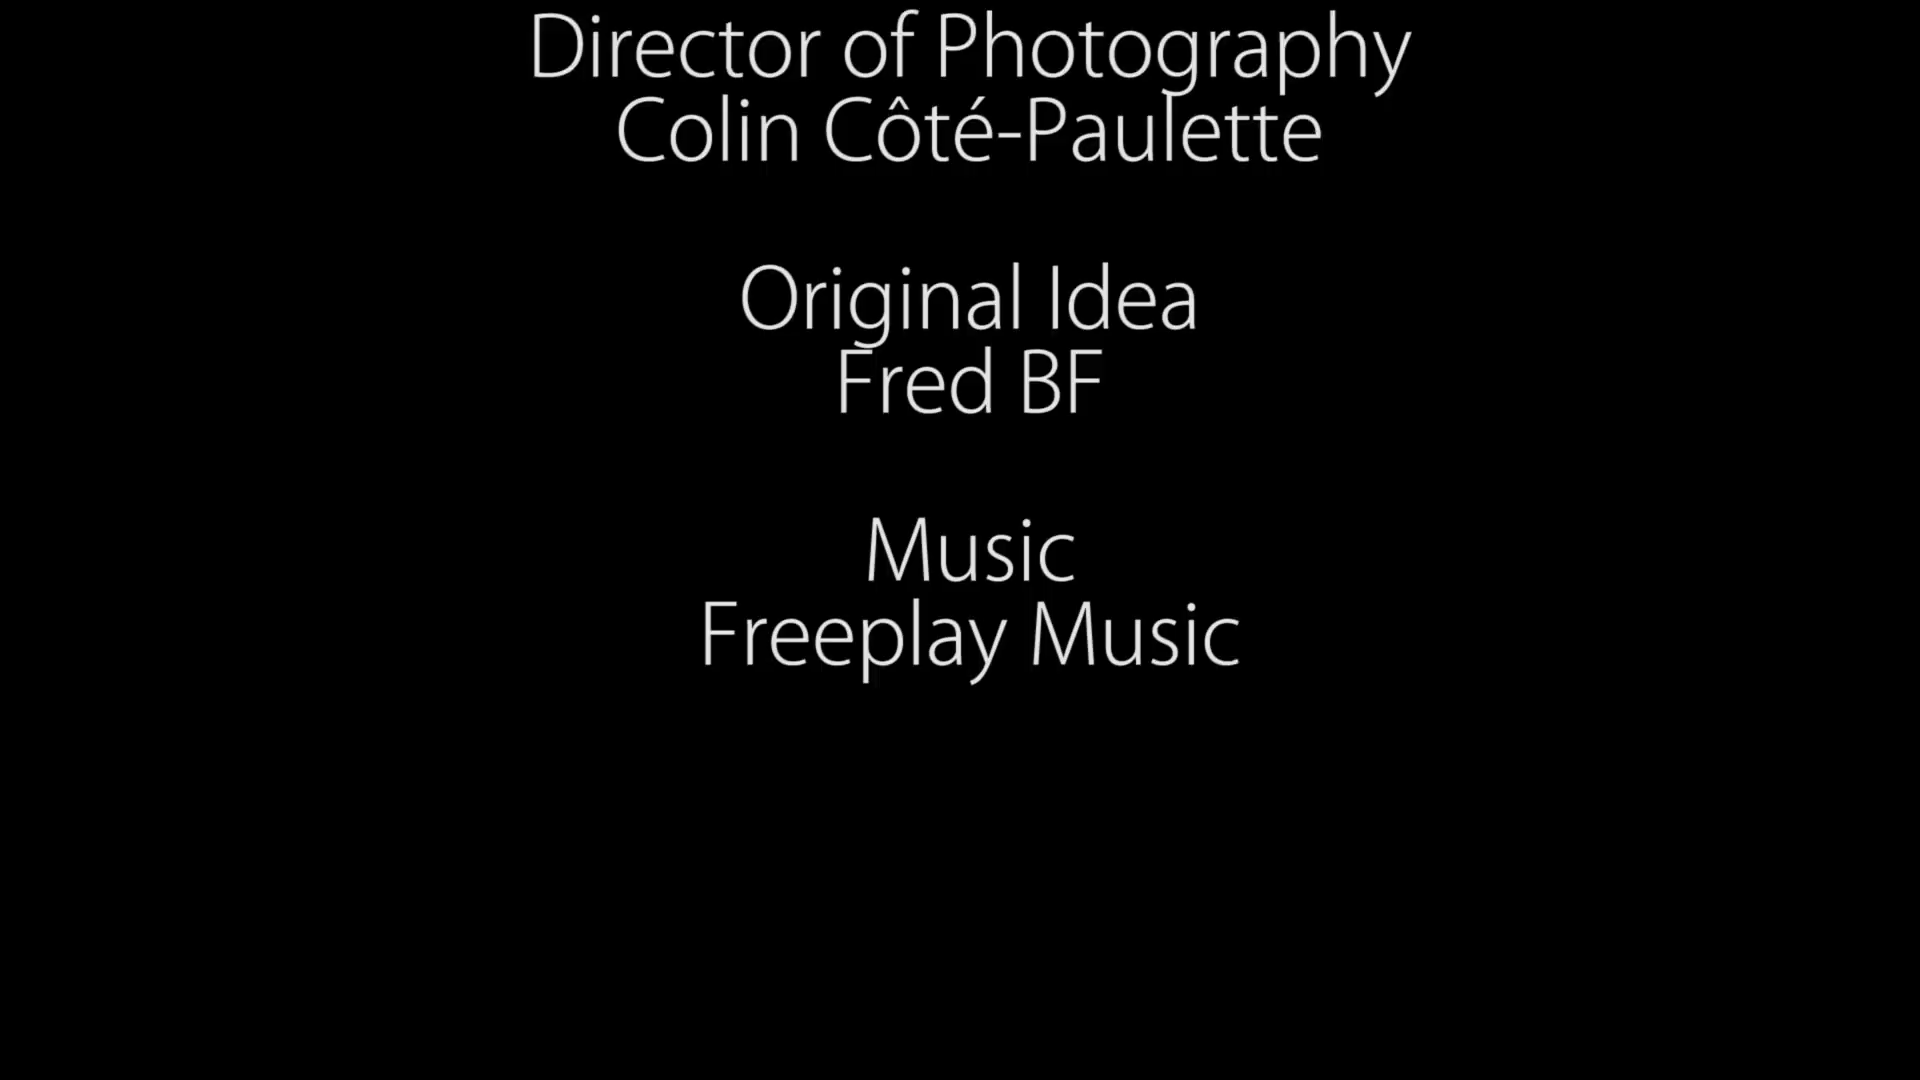 Director of Photography
Colin Côté-Paulette
Original Idea
Fred BF
Music
Freeplay Music